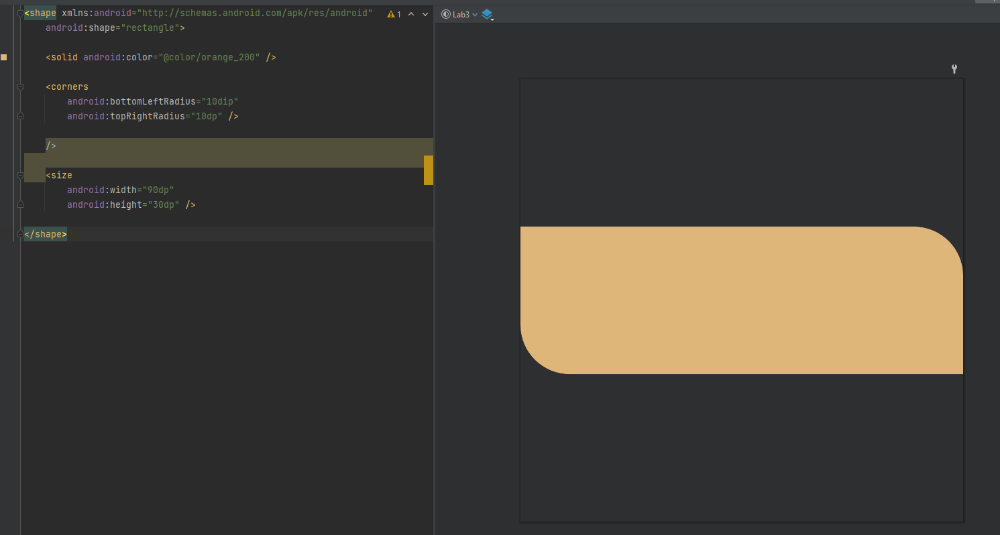 <shape xmlns:android="http://schemas.android.com/apk/res/android"
1
android:shape="rectangle">
<solid android:color="@color/orange_200" />
<corners
android:bottomLeftRadius="10dip"
android:topRightRadius="10dp" />
/>
<size
android:width="90dp"
android:height="30dp" />
</shape>
Lab3